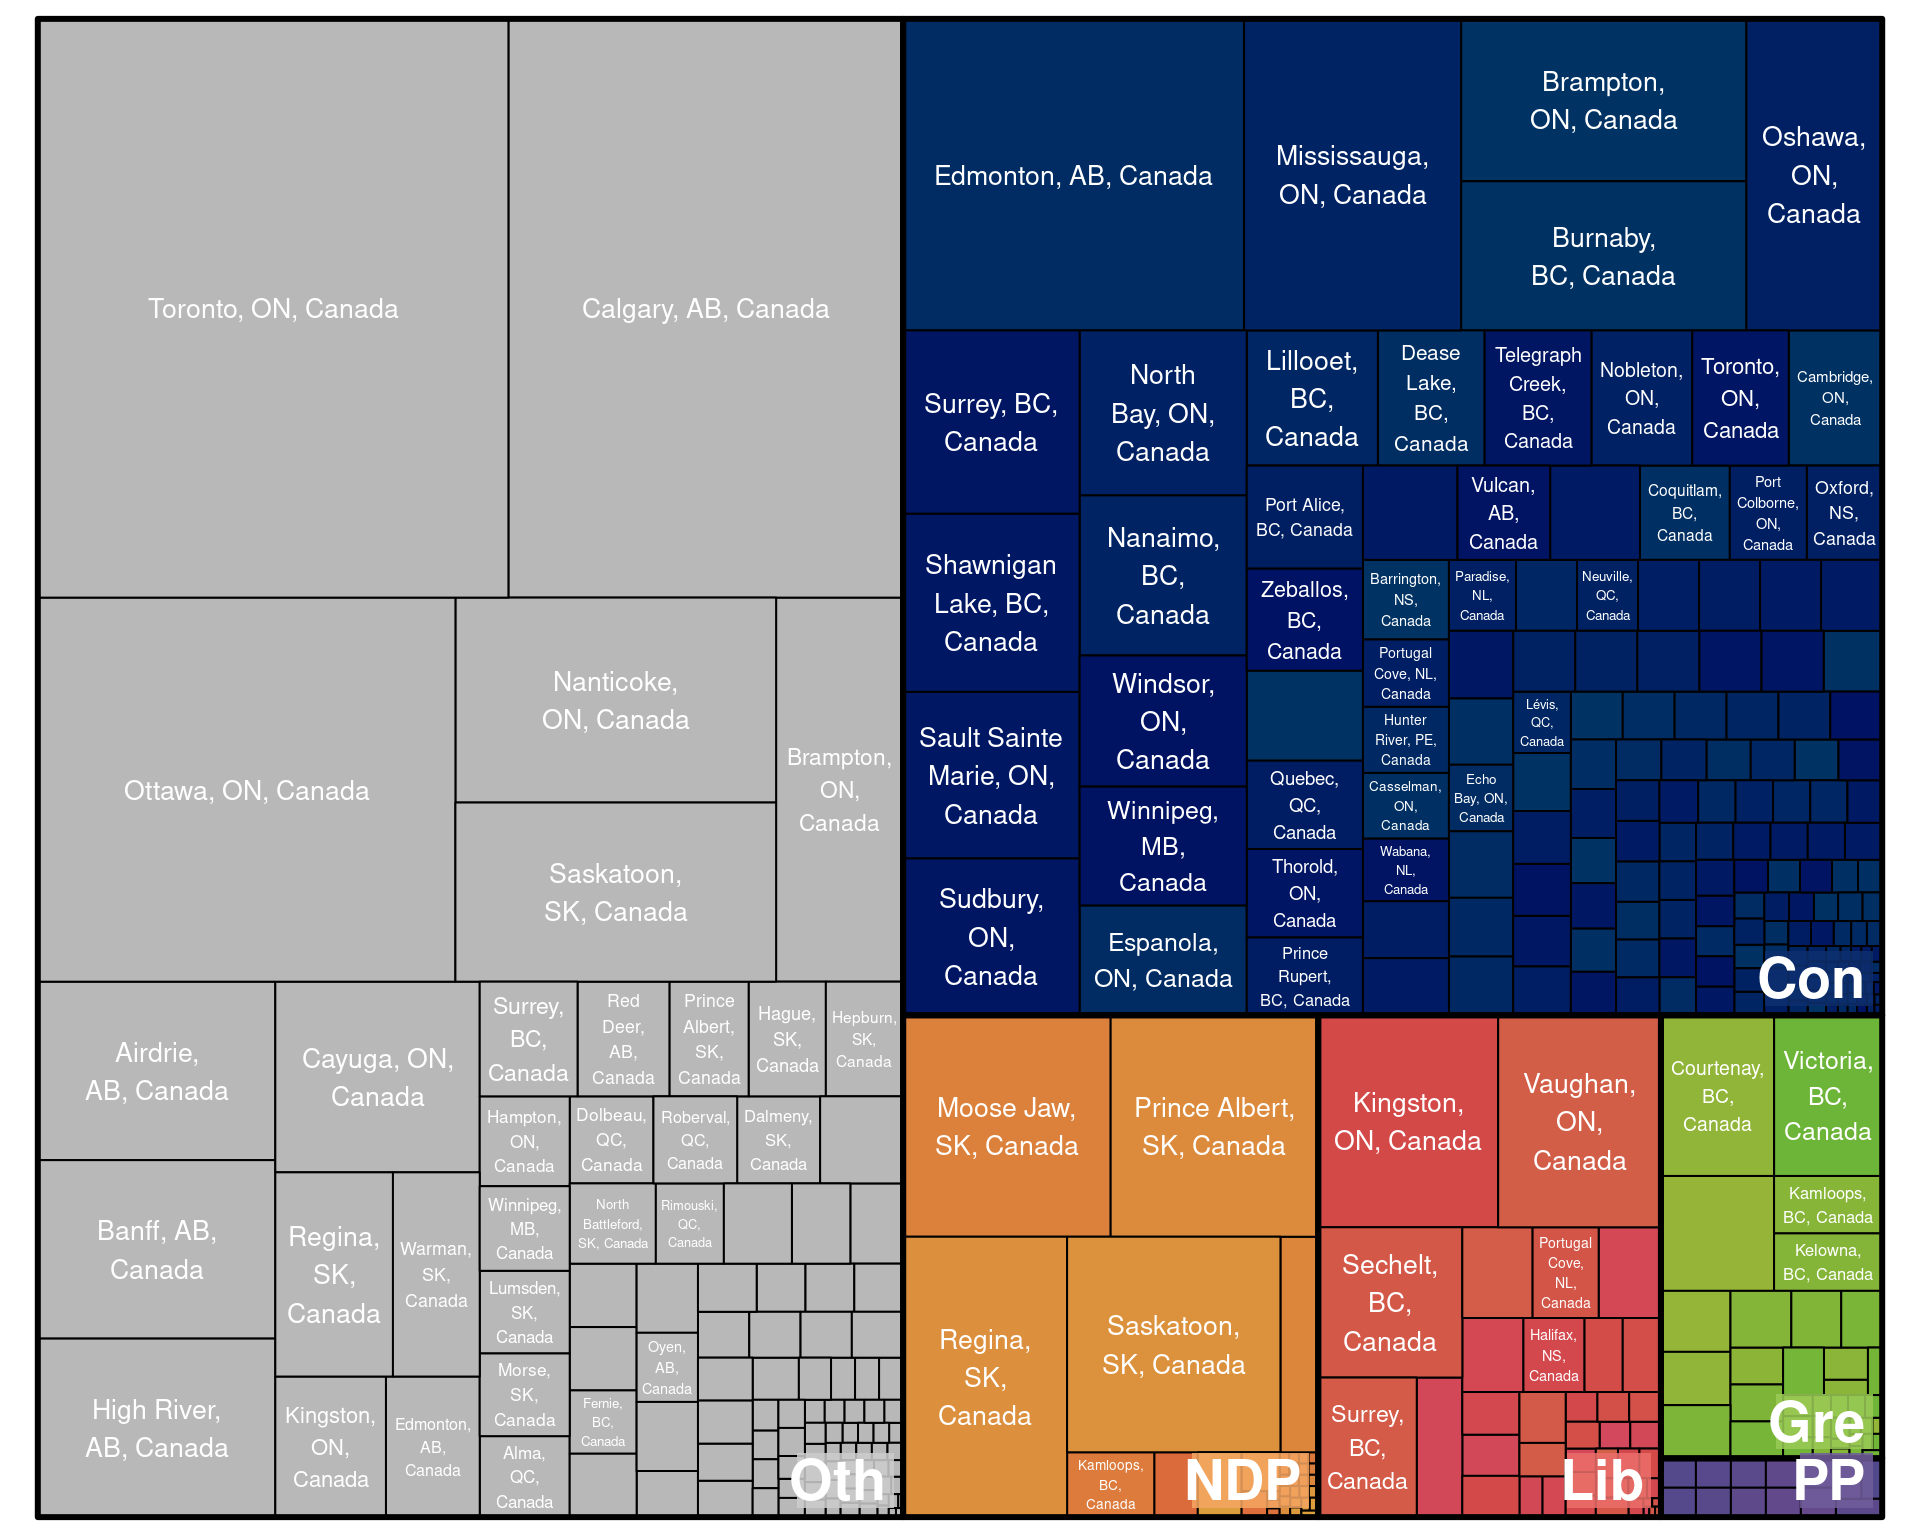 Toronto, ON, Canada
Calgary, AB, Canada
Ottawa, ON, Canada
Nanticoke,
ON, Canada
Saskatoon,
SK, Canada
Brampton,
ON,
Canada
Airdrie,
AB, Canada
Banff, AB,
Canada
High River,
AB, Canada
Cayuga, ON,
Canada
Regina,
SK,
Canada
Warman,
SK,
Canada
Kingston,
ON,
Canada
Edmonton,
AB,
Canada
Surrey,
BC,
Canada
Red
Deer,
AB,
Canada
Prince
Albert,
SK,
Canada
Hague,
SK,
Canada
Hepburn,
SK,
Canada
Hampton,
ON,
Canada
Dolbeau,
QC,
Canada
Roberval,
QC,
Canada
Dalmeny,
SK,
Canada
Winnipeg,
MB,
Canada
North
Battleford,
SK, Canada
Rimouski,
QC,
Canada
Lumsden,
SK,
Canada
Morse,
SK,
Canada
Alma,
QC,
Canada
Oyen,
AB,
Canada
Fernie,
BC,
Canada
Oth
Edmonton, AB, Canada
Mississauga,
ON, Canada
Brampton,
ON, Canada
Burnaby,
BC, Canada
Oshawa,
ON,
Canada
Surrey, BC,
Canada
Shawnigan
Lake, BC,
Canada
Sault Sainte
Marie, ON,
Canada
Sudbury,
ON,
Canada
North
Bay, ON,
Canada
Nanaimo,
BC,
Canada
Windsor,
ON,
Canada
Winnipeg,
MB,
Canada
Espanola,
ON, Canada
Lillooet,
BC,
Canada
Dease
Lake,
BC,
Canada
Telegraph
Creek,
BC,
Canada
Nobleton,
ON,
Canada
Toronto,
ON,
Canada
Cambridge,
ON,
Canada
Port Alice,
BC, Canada
Zeballos,
BC,
Canada
Quebec,
QC,
Canada
Thorold,
ON,
Canada
Prince
Rupert,
BC, Canada
Vulcan,
AB,
Canada
Coquitlam,
BC,
Canada
Port
Colborne,
ON,
Canada
Oxford,
NS,
Canada
Barrington,
NS,
Canada
Portugal
Cove, NL,
Canada
Hunter
River, PE,
Canada
Casselman,
ON,
Canada
Wabana,
NL,
Canada
Paradise,
NL,
Canada
Neuville,
QC,
Canada
Lévis,
QC,
Canada
Echo
Bay, ON,
Canada
Con
Moose Jaw,
SK, Canada
Prince Albert,
SK, Canada
Regina,
SK,
Canada
Saskatoon,
SK, Canada
Kamloops,
BC,
Canada
NDP
Kingston,
ON, Canada
Vaughan,
ON,
Canada
Sechelt,
BC,
Canada
Surrey,
BC,
Canada
Portugal
Cove,
NL,
Canada
Halifax,
NS,
Canada
Lib
Courtenay,
BC,
Canada
Victoria,
BC,
Canada
Kamloops,
BC, Canada
Kelowna,
BC, Canada
Gre
PP